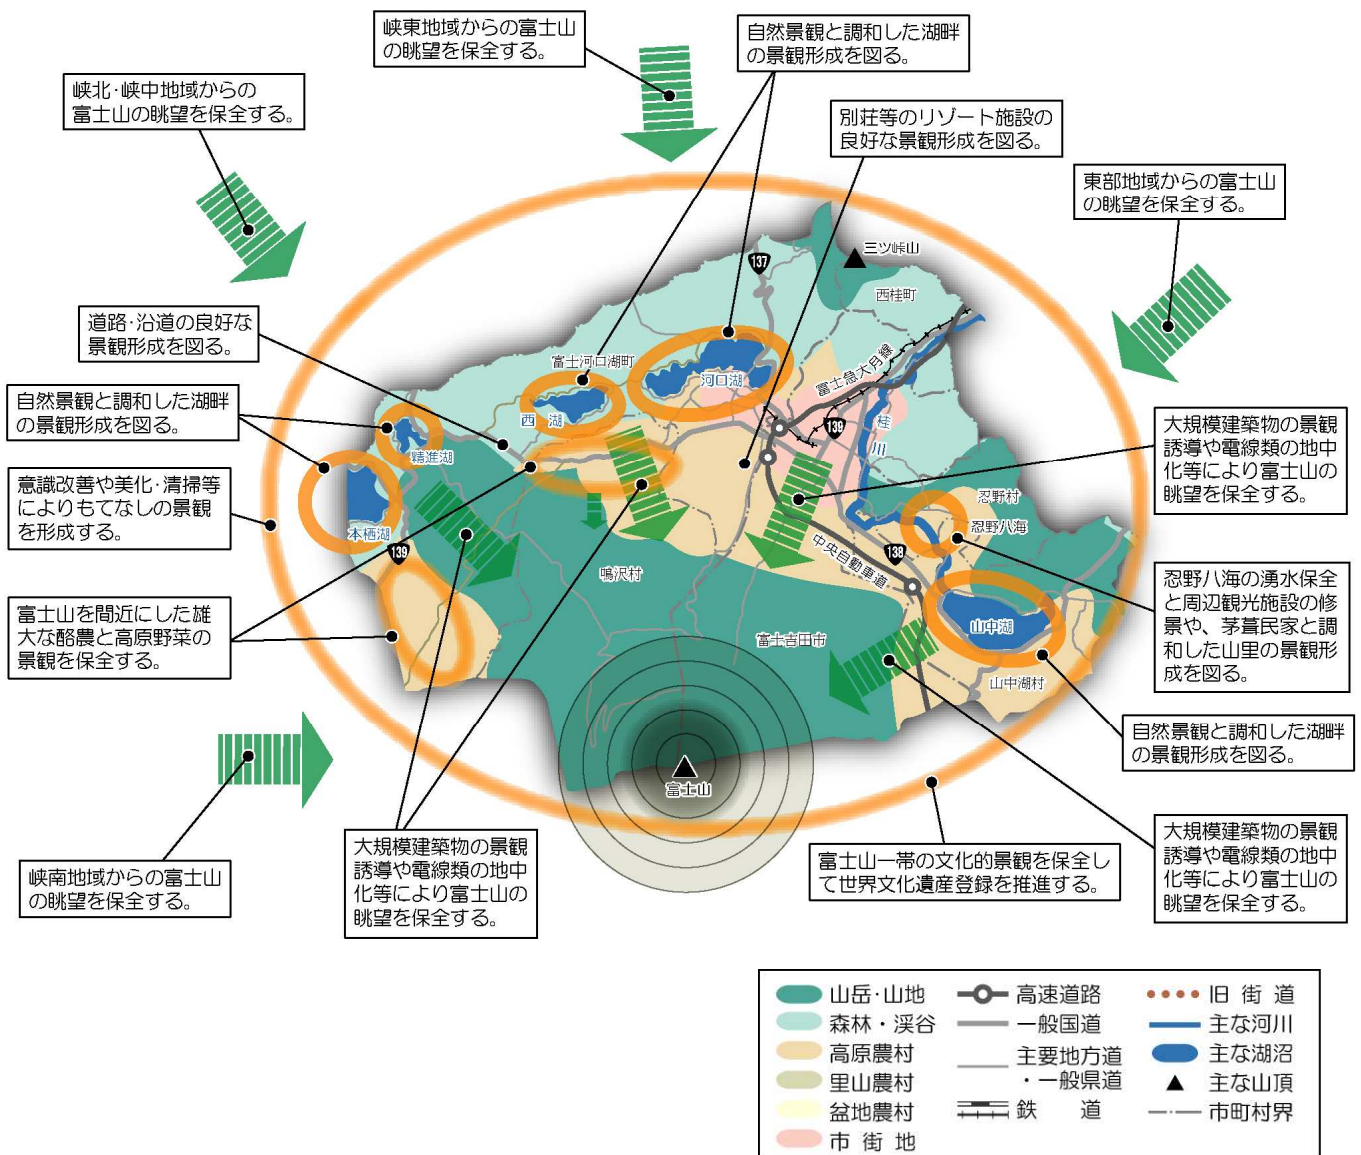 峡東地域からの富士山
の眺望を保全する。
自然景観と調和した湖畔
の景観形成を図る。
峡北・峡中地域からの
富士山の眺望を保全する。
別荘等のリゾート施設の
良好な景観形成を図る。
東部地域からの富士山
の眺望を保全する。
道路・沿道の良好な
景観形成を図る。
自然景観と調和した湖畔
の景観形成を図る。
意識改善や美化・清掃等
によりもてなしの景観
を形成する。
富士山を間近にした雄
大な酪農と高原野菜の
景観を保全する。
峡南地域からの富士山
の眺望を保全する。
大規模建築物の景観
誘導や電線類の地中
化等により富士山の
眺望を保全する。
大規模建築物の景観
誘導や電線類の地中
化等により富士山の
眺望を保全する。
忍野八海の湧水保全
と周辺観光施設の修
景や、茅葺民家と調
和した山里の景観形
成を図る。
自然景観と調和した湖畔
の景観形成を図る。
大規模建築物の景観
誘導や電線類の地中
化等により富士山の
眺望を保全する。
富士山一帯の文化的景観を保全し
て世界文化遺産登録を推進する。
137
三ツ峠山
西桂町
富士河口湖町
富士急大月線
河口湖
西湖
139
桂川
精進湖
本栖湖
139
忍野村
忍野八海
138
中央自動車道
鳴沢村
富士吉田市
山中湖
山中湖村
富士山
山岳・山地
森林・渓谷
高原農村
里山農村
盆地農村
市街地
高速道路
一般国道
主要地方道
・一般県道
鉄道
旧街道
主な河川
主な湖沼
主な山頂
市町村界